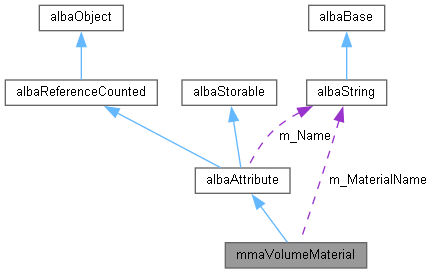 albaObject
albaBase
albaReferenceCounted
albaStorable
albaString
m_Name
albaAttribute
m_MaterialName
mmaVolumeMaterial